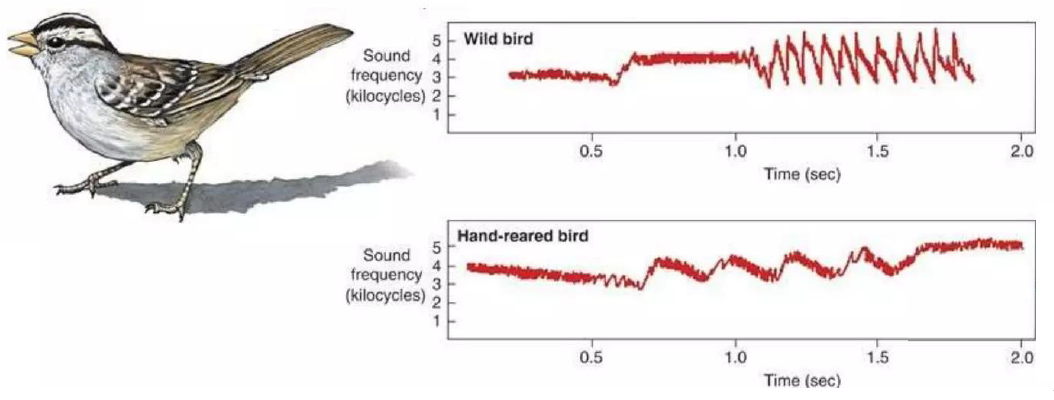 Wild bird
Sound
frequency
(kilocycles)
5
4
3
2
1
0.5 1.0 1.5 2.0
Time (sec)
Hand-reared bird
Sound
frequency
(kilocycles)
5
4
3
2
1
0.5 1.0 1.5 2.0
Time (sec)